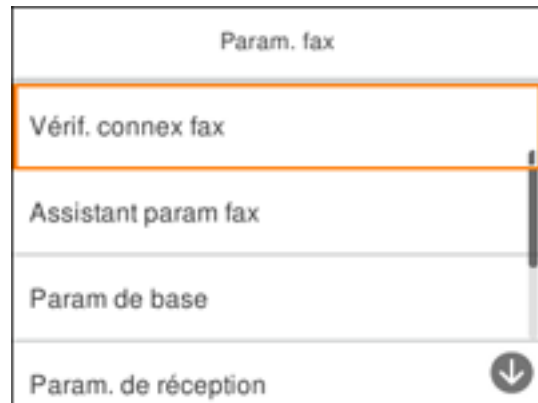 Param. fax
Vérif. connex fax
Assistant param fax
Param de base
Param. de réception